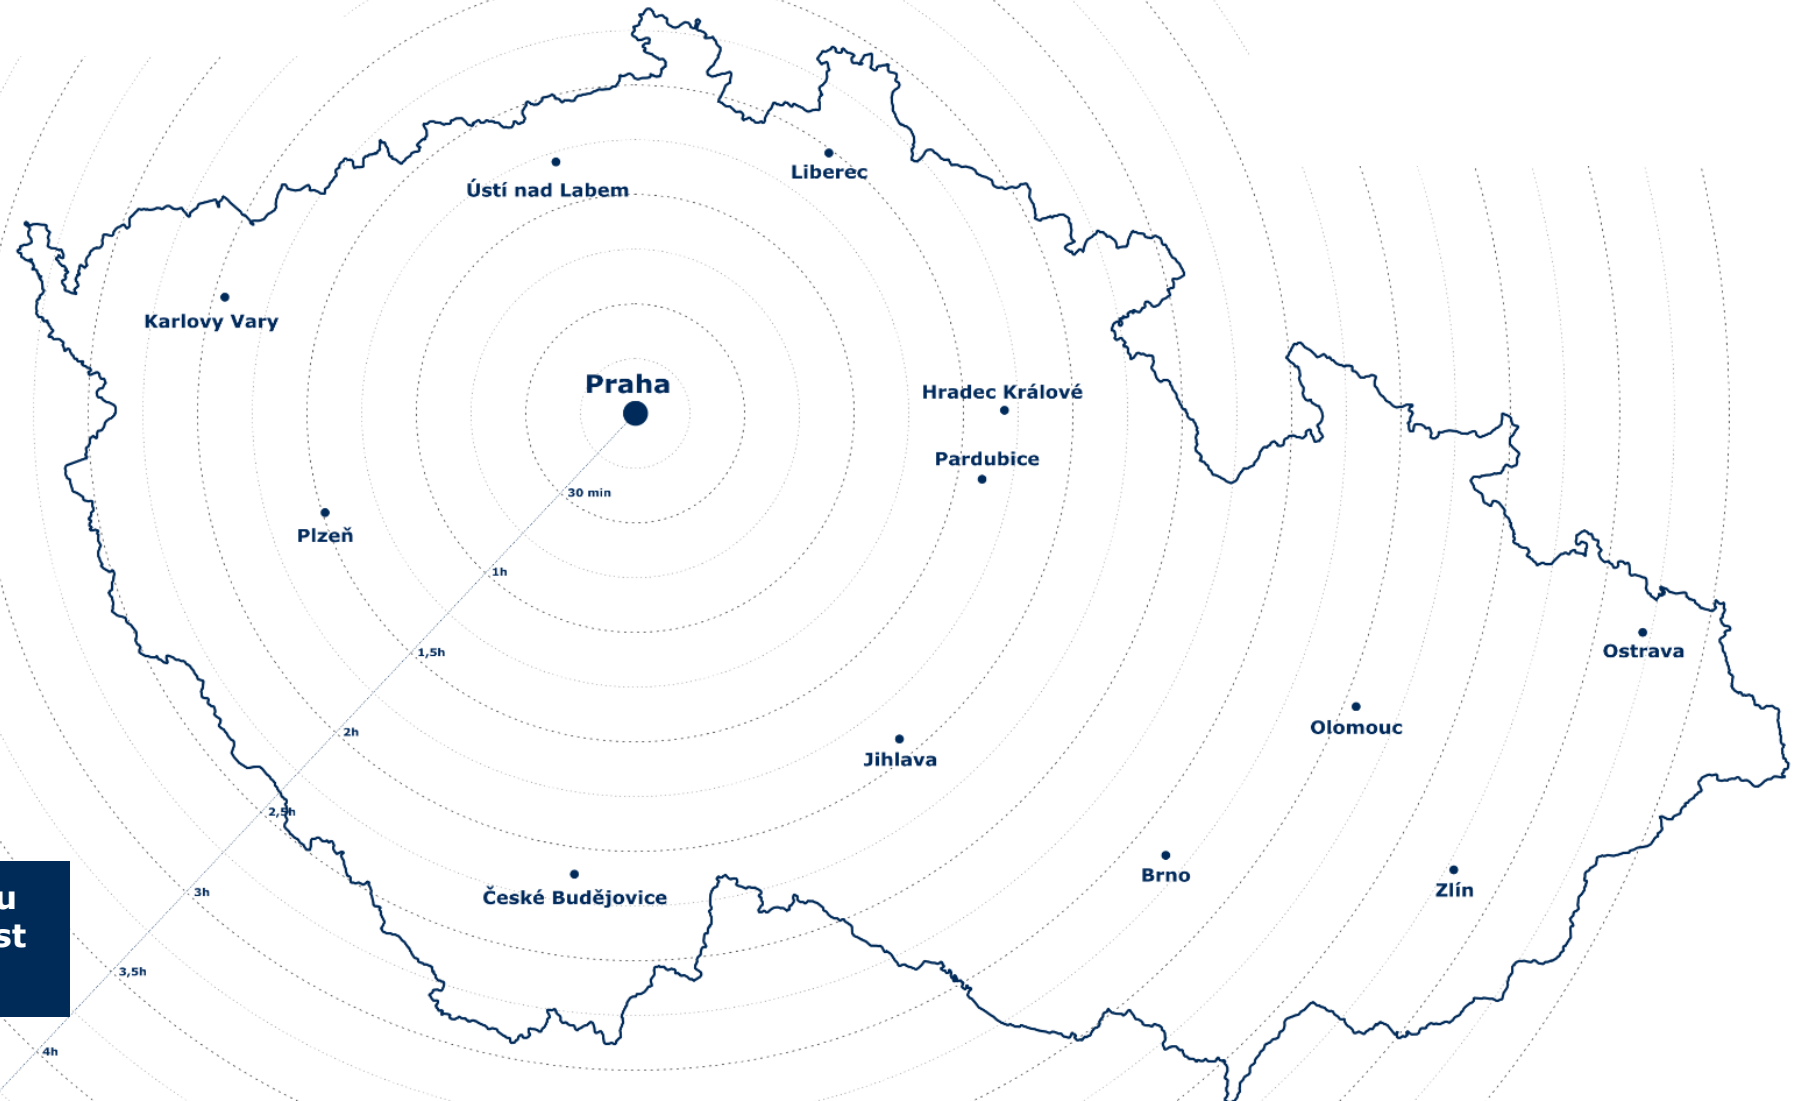 Liberec
Ústí nad Labem
Karlovy Vary
Praha
Hradec Králové
Pardubice
30 min
Plzeň
1h
Ostrava
1,5h
Olomouc
2h
Jihlava
2,5h
Brno
Zlín
3h
České Budějovice
u
st
3,5h
4h